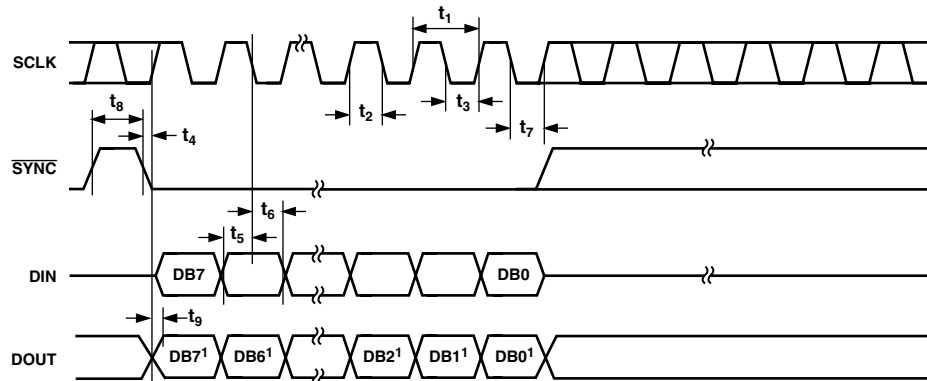 t1
SCLK
t2
t3
t8
t4
t7
SYNC
t6
t5
DIN
DB7
DB0
t9
DOUT
DB7¹
DB6¹
DB2¹
DB1¹
DB0¹